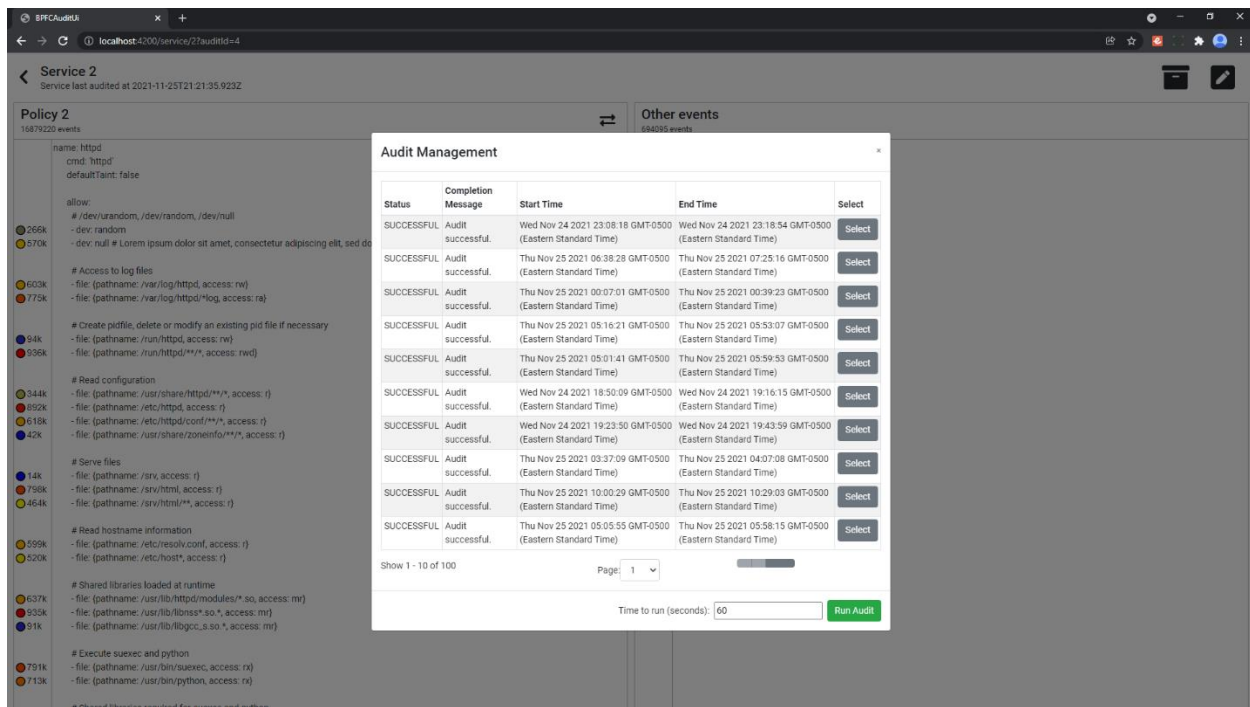 BPFCAuditUi
localhost:4200/service/2?auditId=4
Service 2
Service last audited at 2021-11-25T21:21:35.923Z
Policy 2
16879220 events
Other events
694095 events
name: httpd
cmd: 'httpd'
defaultTaint: false
allow:
# /dev/urandom, /dev/random, /dev/null
266k - dev: random
570k - dev: null # Lorem ipsum dolor sit amet, consectetur adipiscing elit, sed do
# Access to log files
603k - file: {pathname: /var/log/httpd, access: rw}
775k - file: {pathname: /var/log/httpd/*log, access: ra}
# Create pidfile, delete or modify an existing pid file if necessary
94k - file: {pathname: /run/httpd, access: rw}
936k - file: {pathname: /run/httpd/**/*, access: rwd}
# Read configuration
344k - file: {pathname: /usr/share/httpd/**/*, access: r}
892k - file: {pathname: /etc/httpd, access: r}
618k - file: {pathname: /etc/httpd/conf/**/*, access: r}
42k - file: {pathname: /usr/share/zoneinfo/**/*, access: r}
# Serve files
14k - file: {pathname: /srv, access: r}
798k - file: {pathname: /srv/html, access: r}
464k - file: {pathname: /srv/html/**, access: r}
# Read hostname information
599k - file: {pathname: /etc/resolv.conf, access: r}
520k - file: {pathname: /etc/host*, access: r}
# Shared libraries loaded at runtime
637k - file: {pathname: /usr/lib/httpd/modules/*.so, access: mr}
935k - file: {pathname: /usr/lib/libnss*.so.*, access: mr}
91k - file: {pathname: /usr/lib/libgcc_s.so.*, access: mr}
# Execute suexec and python
791k - file: {pathname: /usr/bin/suexec, access: rx}
713k - file: {pathname: /usr/bin/python, access: rx}
Audit Management
×
Status Completion Message Start Time End Time Select
SUCCESSFUL Audit Wed Nov 24 2021 23:08:18 GMT-0500 Wed Nov 24 2021 23:18:54 GMT-0500 Select
successful. (Eastern Standard Time) (Eastern Standard Time)
SUCCESSFUL Audit Thu Nov 25 2021 06:38:28 GMT-0500 Thu Nov 25 2021 07:25:16 GMT-0500 Select
successful. (Eastern Standard Time) (Eastern Standard Time)
SUCCESSFUL Audit Thu Nov 25 2021 00:07:01 GMT-0500 Thu Nov 25 2021 00:39:23 GMT-0500 Select
successful. (Eastern Standard Time) (Eastern Standard Time)
SUCCESSFUL Audit Thu Nov 25 2021 05:16:21 GMT-0500 Thu Nov 25 2021 05:53:07 GMT-0500 Select
successful. (Eastern Standard Time) (Eastern Standard Time)
SUCCESSFUL Audit Thu Nov 25 2021 05:01:41 GMT-0500 Thu Nov 25 2021 05:59:53 GMT-0500 Select
successful. (Eastern Standard Time) (Eastern Standard Time)
SUCCESSFUL Audit Wed Nov 24 2021 18:50:09 GMT-0500 Wed Nov 24 2021 19:16:15 GMT-0500 Select
successful. (Eastern Standard Time) (Eastern Standard Time)
SUCCESSFUL Audit Wed Nov 24 2021 19:23:50 GMT-0500 Wed Nov 24 2021 19:43:59 GMT-0500 Select
successful. (Eastern Standard Time) (Eastern Standard Time)
SUCCESSFUL Audit Thu Nov 25 2021 03:37:09 GMT-0500 Thu Nov 25 2021 04:07:08 GMT-0500 Select
successful. (Eastern Standard Time) (Eastern Standard Time)
SUCCESSFUL Audit Thu Nov 25 2021 10:00:29 GMT-0500 Thu Nov 25 2021 10:29:03 GMT-0500 Select
successful. (Eastern Standard Time) (Eastern Standard Time)
SUCCESSFUL Audit Thu Nov 25 2021 05:05:55 GMT-0500 Thu Nov 25 2021 05:58:15 GMT-0500 Select
successful. (Eastern Standard Time) (Eastern Standard Time)
Show 1 - 10 of 100
Page: 1
Time to run (seconds): 60
Run Audit